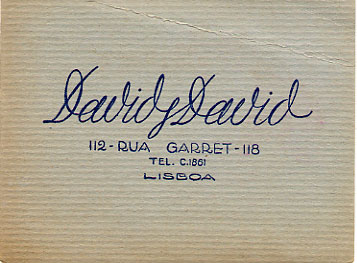 David & David
112 - RUA GARRET - 118
TEL. C.1861
LISBOA